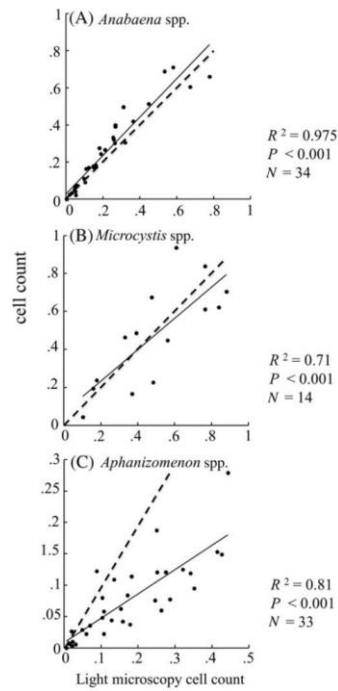 1
(A) Anabaena spp.
.8
.6
.4
.2
0
0 .2 .4 .6 .8 1
R² = 0.975
P < 0.001
N = 34
cell count
1
(B) Microcystis spp.
.8
.6
.4
.2
0
0 .2 .4 .6 .8 1
R² = 0.71
P < 0.001
N = 14
.3
(C) Aphanizomenon spp.
.25
.2
.15
.1
.05
0
0 .1 .2 .3 .4 .5
R² = 0.81
P < 0.001
N = 33
Light microscopy cell count